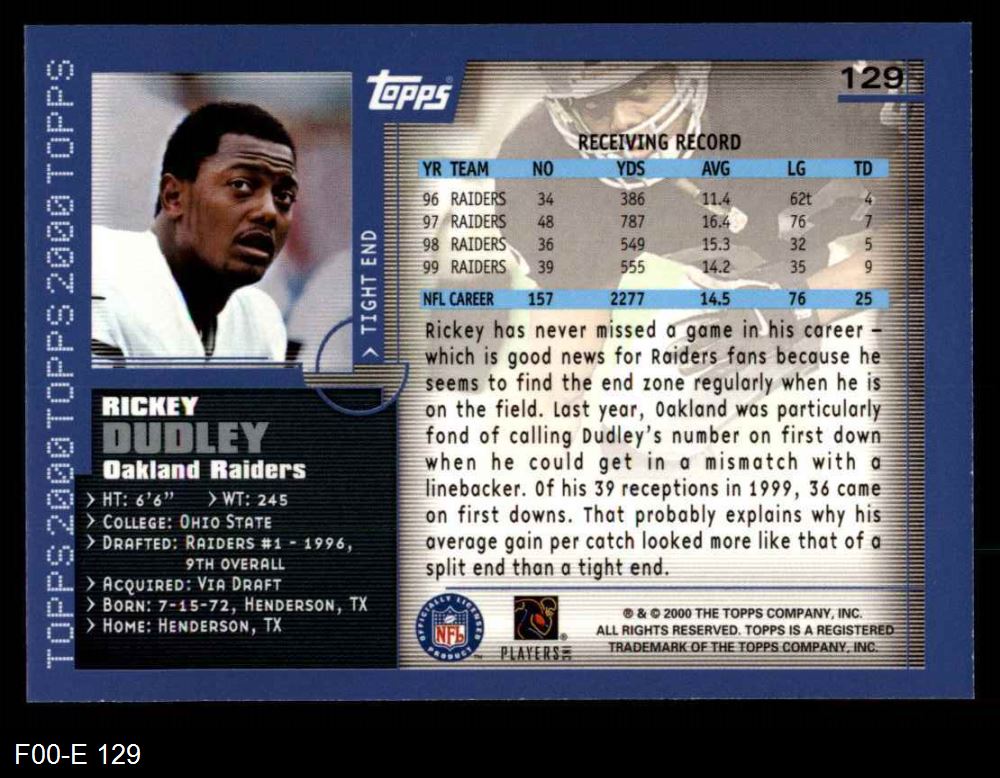 TOPPS 2000 TOPPS 2000 TOPPS 2000 TOPPS
TOPPS
> TIGHT END
RICKEY
DUDLEY
Oakland Raiders
> HT: 6'6" > WT: 245
> COLLEGE: OHIO STATE
> DRAFTED: RAIDERS #1 - 1996,
9TH OVERALL
> ACQUIRED: VIA DRAFT
> BORN: 7-15-72, HENDERSON, TX
> HOME: HENDERSON, TX
129
RECEIVING RECORD
YR TEAM NO YDS AVG LG TD
96 RAIDERS 34 386 11.4 62t 4
97 RAIDERS 48 787 16.4 76 7
98 RAIDERS 36 549 15.3 32 5
99 RAIDERS 39 555 14.2 35 9
NFL CAREER 157 2277 14.5 76 25
Rickey has never missed a game in his career –
which is good news for Raiders fans because he
seems to find the end zone regularly when he is
on the field. Last year, Oakland was particularly
fond of calling Dudley's number on first down
when he could get in a mismatch with a
linebacker. Of his 39 receptions in 1999, 36 came
on first downs. That probably explains why his
average gain per catch looked more like that of a
split end than a tight end.
OFFICIALLY LICENSED
NFL
PRODUCT
™
PLAYERS INC
®
® & © 2000 THE TOPPS COMPANY, INC.
ALL RIGHTS RESERVED. TOPPS IS A REGISTERED
TRADEMARK OF THE TOPPS COMPANY, INC.
F00-E 129